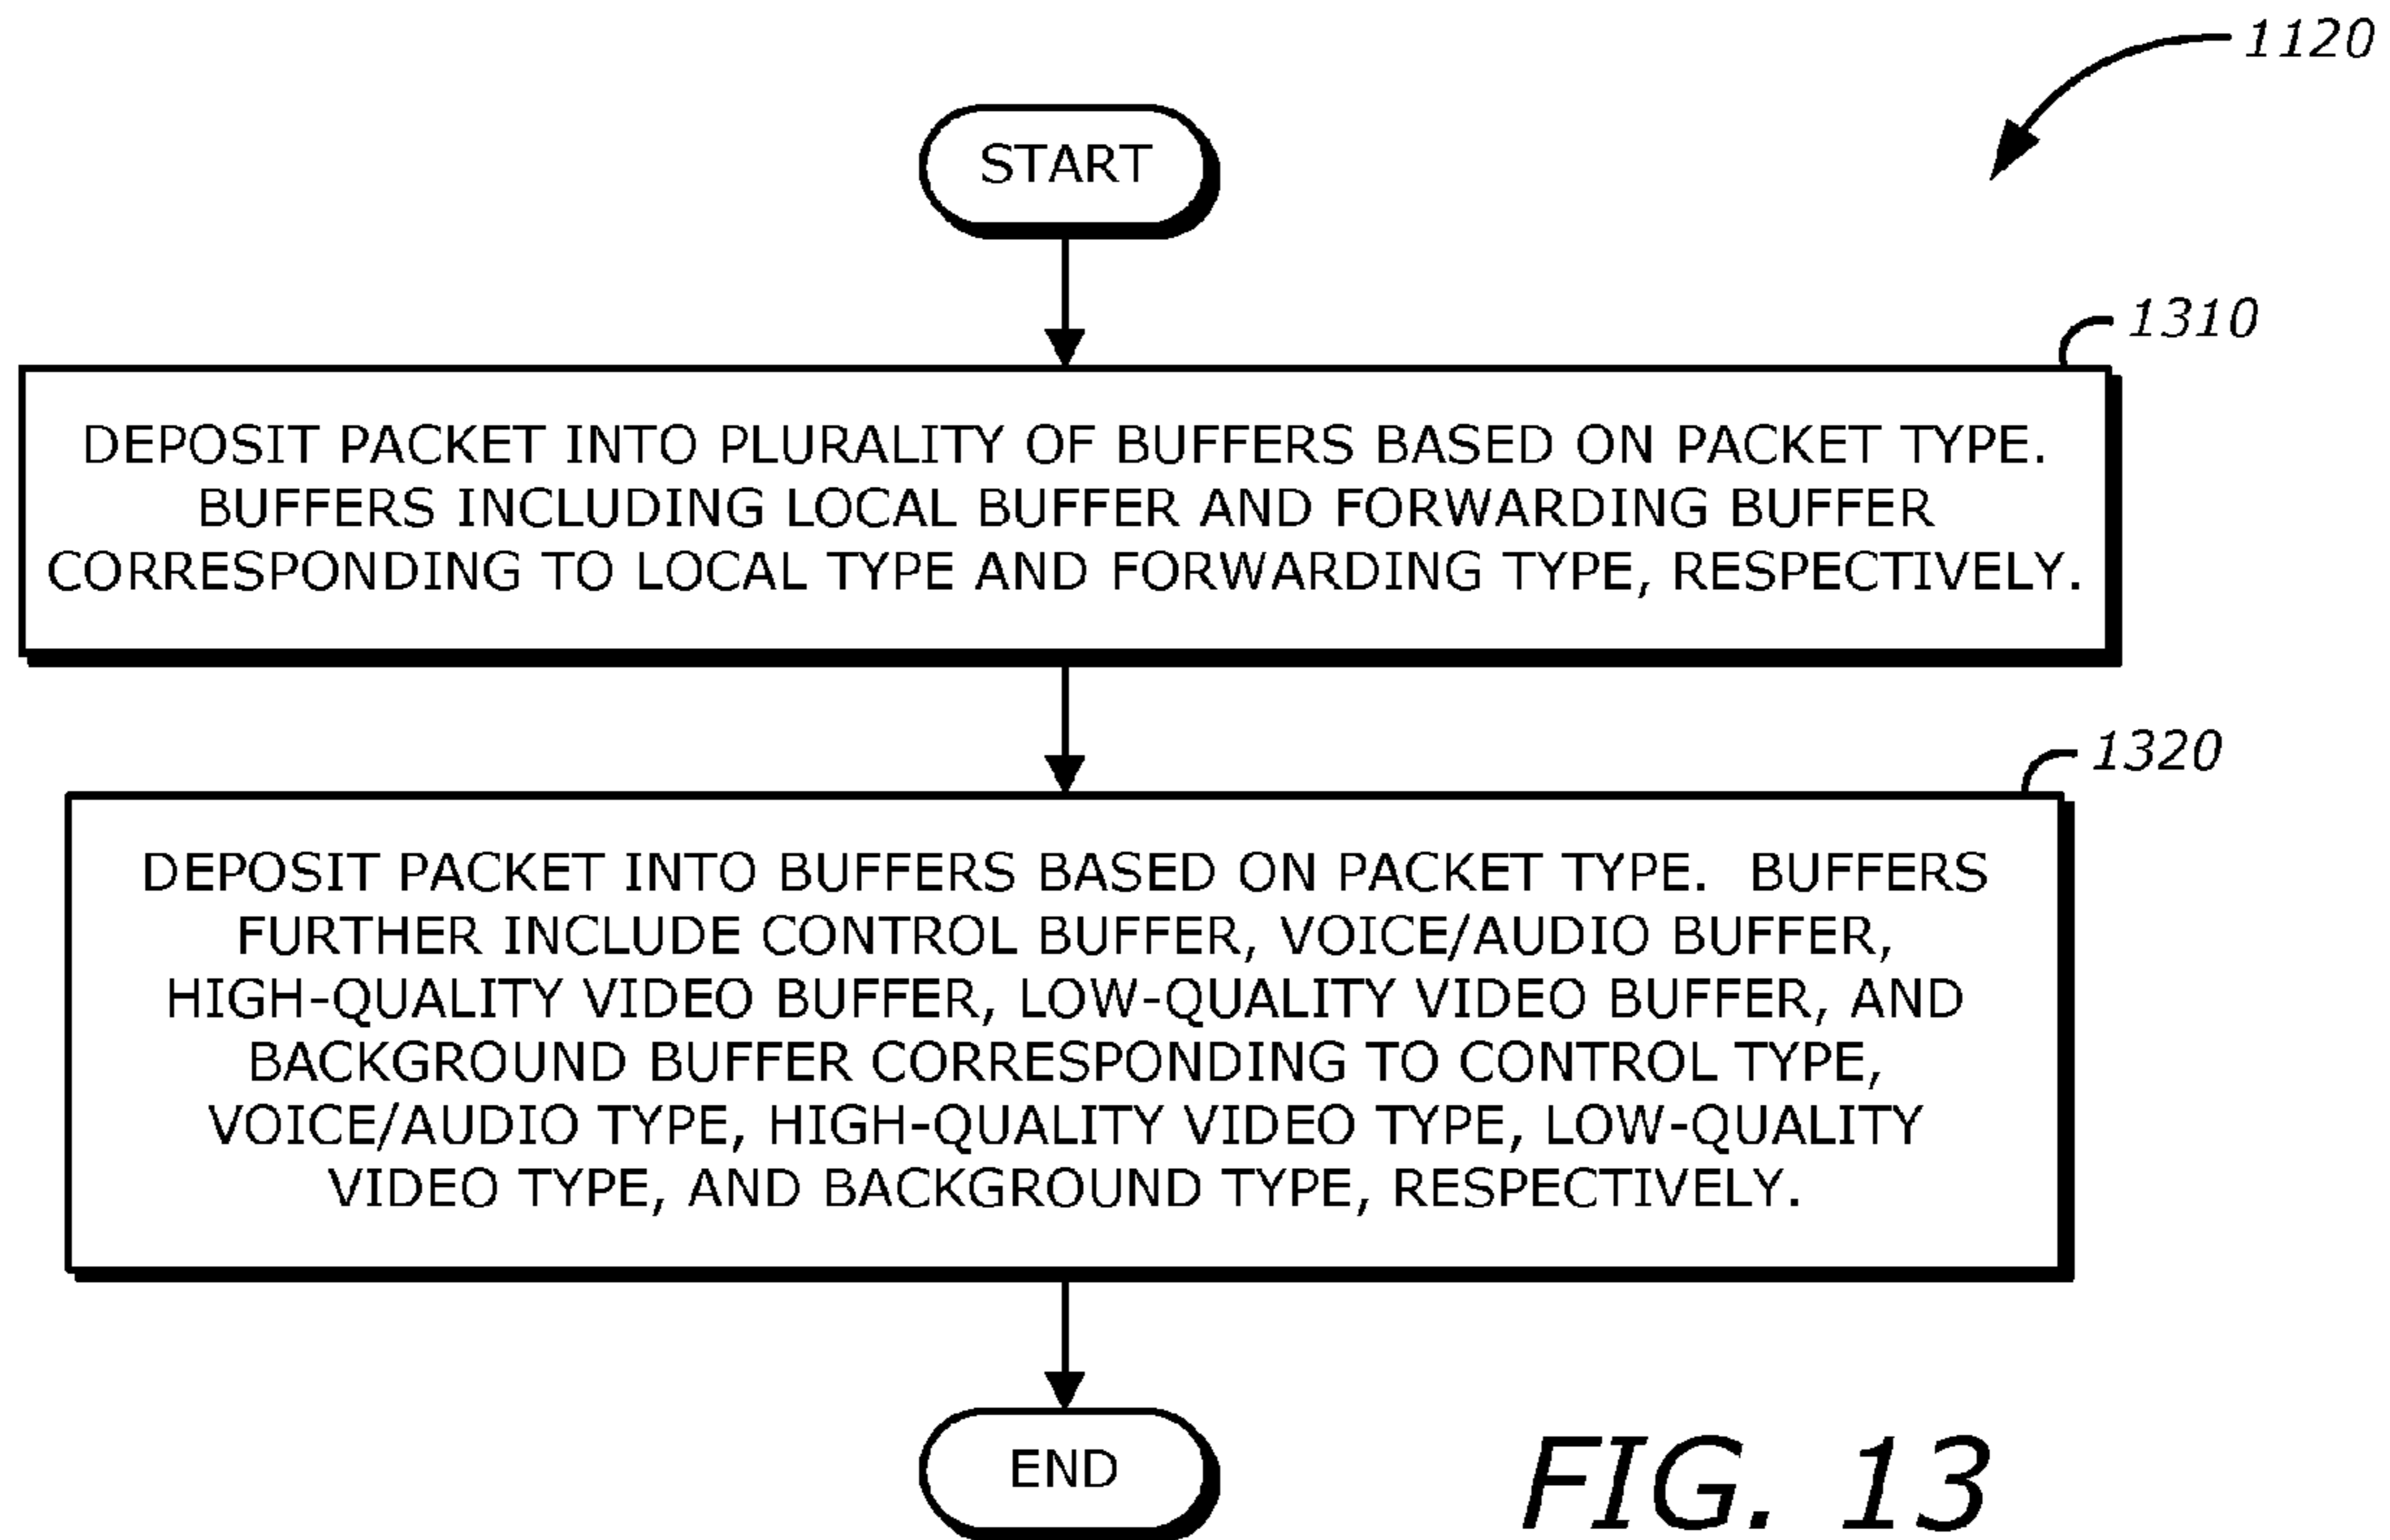 1120
START
1310
DEPOSIT PACKET INTO PLURALITY OF BUFFERS BASED ON PACKET TYPE.
BUFFERS INCLUDING LOCAL BUFFER AND FORWARDING BUFFER
CORRESPONDING TO LOCAL TYPE AND FORWARDING TYPE, RESPECTIVELY.
1320
DEPOSIT PACKET INTO BUFFERS BASED ON PACKET TYPE. BUFFERS
FURTHER INCLUDE CONTROL BUFFER, VOICE/AUDIO BUFFER,
HIGH-QUALITY VIDEO BUFFER, LOW-QUALITY VIDEO BUFFER, AND
BACKGROUND BUFFER CORRESPONDING TO CONTROL TYPE,
VOICE/AUDIO TYPE, HIGH-QUALITY VIDEO TYPE, LOW-QUALITY
VIDEO TYPE, AND BACKGROUND TYPE, RESPECTIVELY.
END
FIG. 13